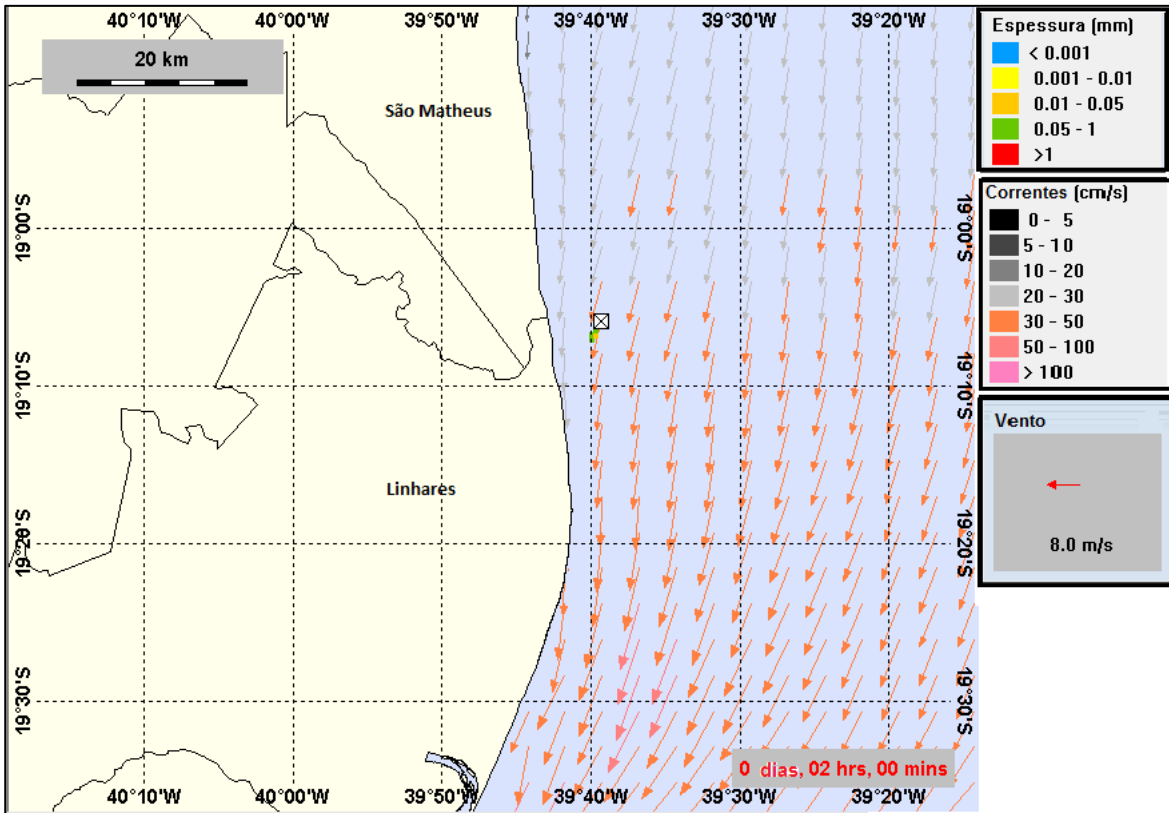 40°10'W 40°00'W 39°50'W 39°40'W 39°30'W 39°20'W
20 km
São Matheus
19°00'S 19°00'S
19°10'S 19°10'S
Linhares
19°20'S 19°20'S
19°30'S 19°30'S
0 dias, 02 hrs, 00 mins
40°10'W 40°00'W 39°50'W 39°40'W 39°30'W 39°20'W
Espessura (mm)
< 0.001
0.001 - 0.01
0.01 - 0.05
0.05 - 1
>1
Correntes (cm/s)
0 - 5
5 - 10
10 - 20
20 - 30
30 - 50
50 - 100
> 100
Vento
8.0 m/s